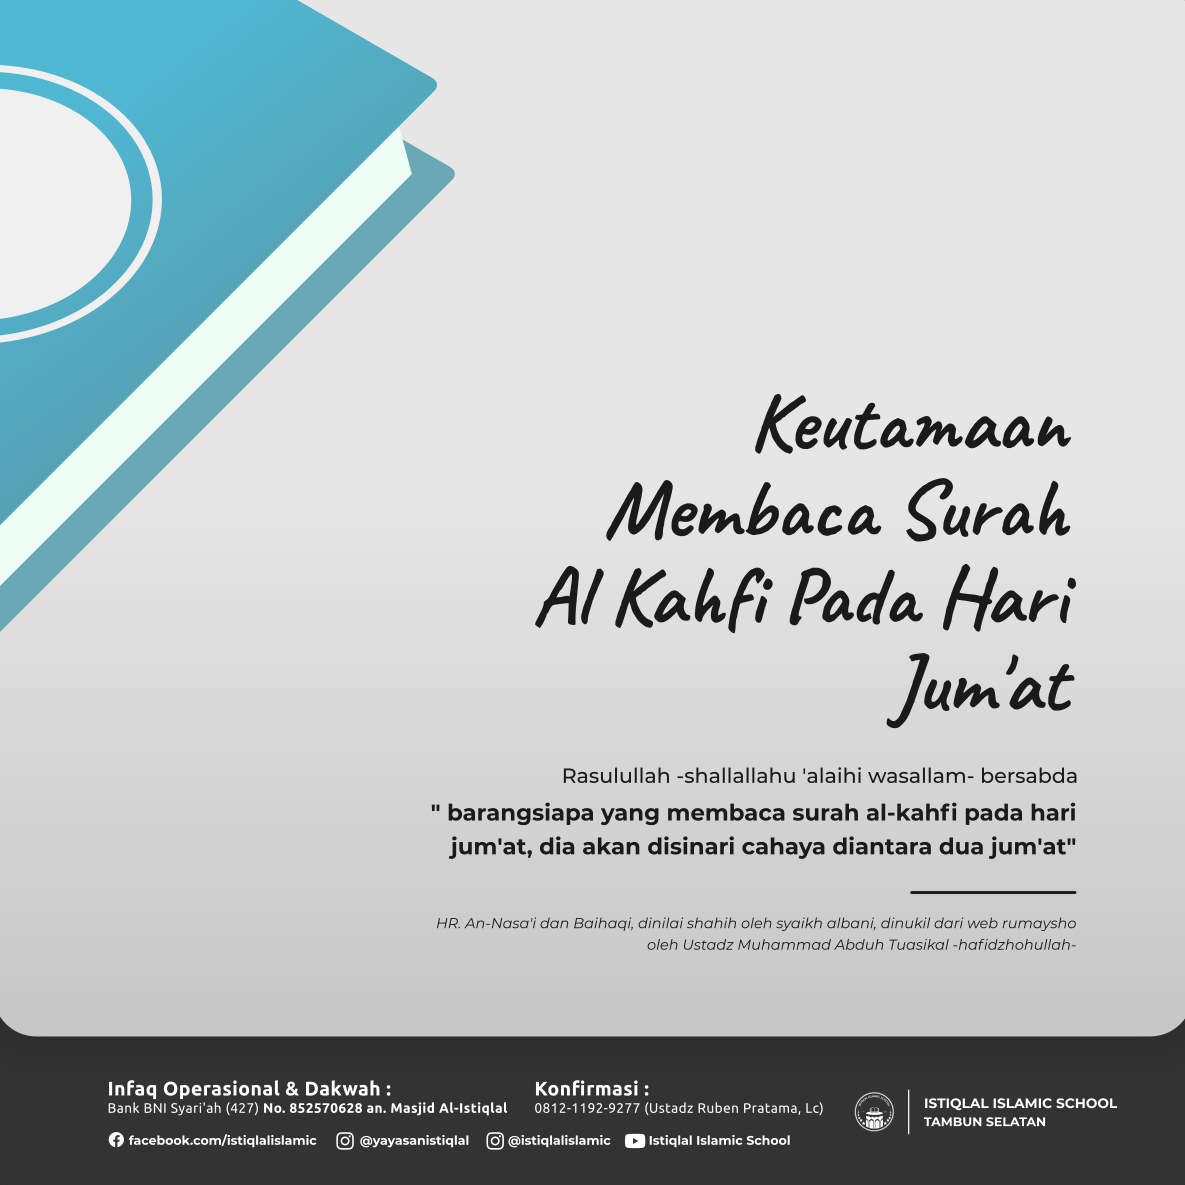 Keutamaan
Membaca Surah
Al Kahfi Pada Hari
Jum'at
Rasulullah -shallallahu 'alaihi wasallam- bersabda
" barangsiapa yang membaca surah al-kahfi pada hari
jum'at, dia akan disinari cahaya diantara dua jum'at"
HR. An-Nasa'i dan Baihaqi, dinilai shahih oleh syaikh albani, dinukil dari web rumaysho
oleh Ustadz Muhammad Abduh Tuasikal -hafidzhohullah-
Infaq Operasional & Dakwah :
Bank BNI Syari'ah (427) No. 852570628 an. Masjid Al-Istiqlal
Konfirmasi :
0812-1192-9277 (Ustadz Ruben Pratama, Lc)
facebook.com/istiqlalislamic @yayasanistiqlal @istiqlalislamic Istiqlal Islamic School
ISTIQLAL ISLAMIC SCHOOL
TAMBUN SELATAN